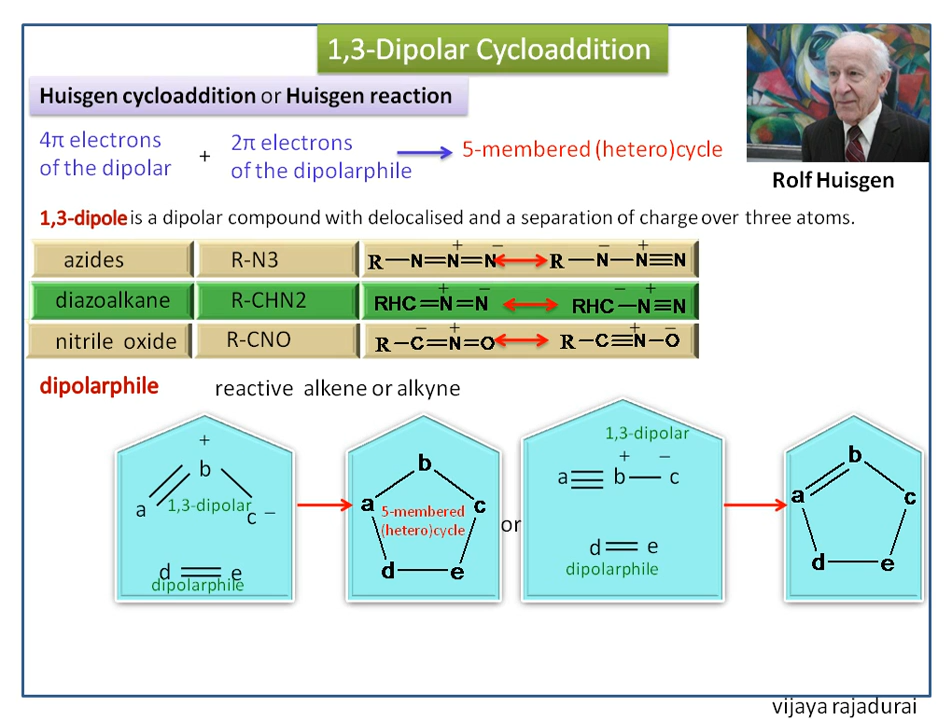 1,3-Dipolar Cycloaddition
Huisgen cycloaddition or Huisgen reaction
4π electrons
of the dipolar
+
2π electrons
of the dipolarphile
5-membered (hetero)cycle
Rolf Huisgen
1,3-dipole is a dipolar compound with delocalised and a separation of charge over three atoms.
azides R-N3 R—N=N⁺=N⁻ ↔ R—N⁻—N⁺≡N
diazoalkane R-CHN2 RHC=N⁺=N⁻ ↔ RHC⁻—N⁺≡N
nitrile oxide R-CNO R—C⁻=N⁺=O ↔ R—C≡N⁺—O⁻
dipolarphile reactive alkene or alkyne
+
b
a 1,3-dipolar c −
d = e
dipolarphile
b
a c
5-membered
(hetero)cycle
d e
or
1,3-dipolar
+ −
a≡b—c
d=e
dipolarphile
b
a c
d e
vijaya rajadurai